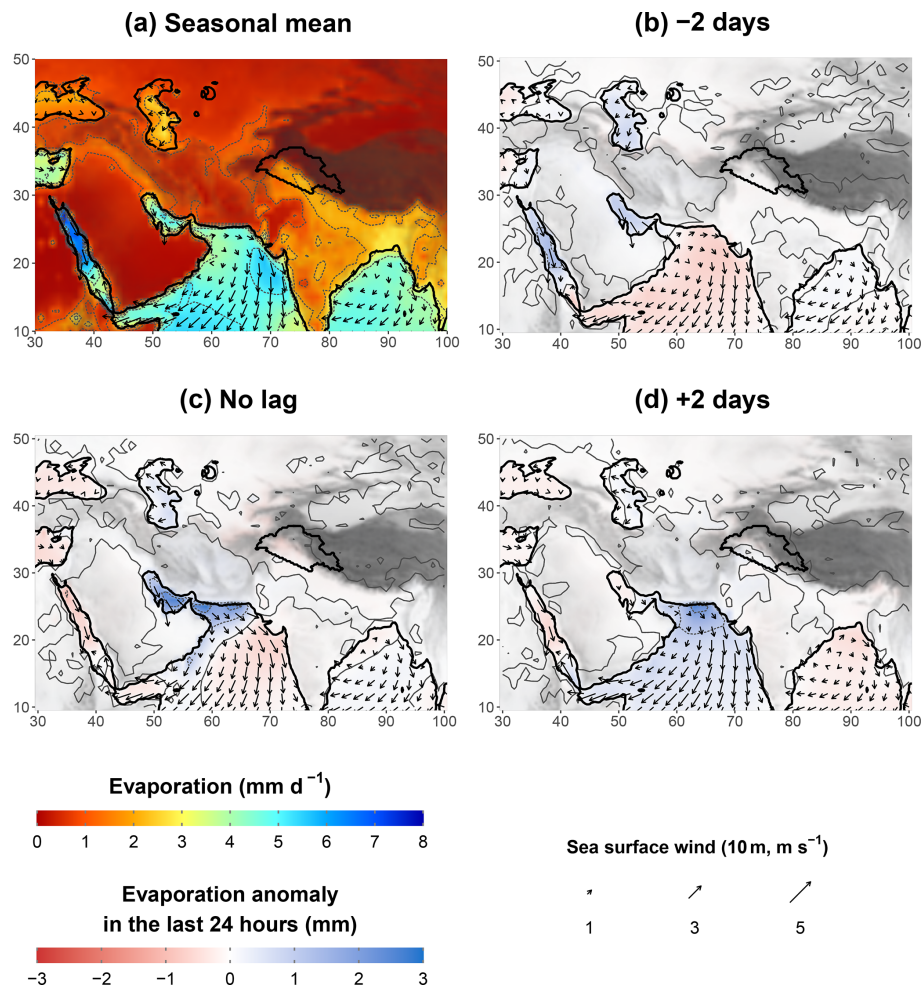 (a) Seasonal mean
(b) −2 days
50
40
30
20
10
30 40 50 60 70 80 90 100
50
40
30
20
10
30 40 50 60 70 80 90 100
(c) No lag
(d) +2 days
50
40
30
20
10
30 40 50 60 70 80 90 100
50
40
30
20
10
30 40 50 60 70 80 90 100
Evaporation (mm d⁻¹)
0 1 2 3 4 5 6 7 8
Evaporation anomaly
in the last 24 hours (mm)
−3 −2 −1 0 1 2 3
Sea surface wind (10 m, m s⁻¹)
1 3 5